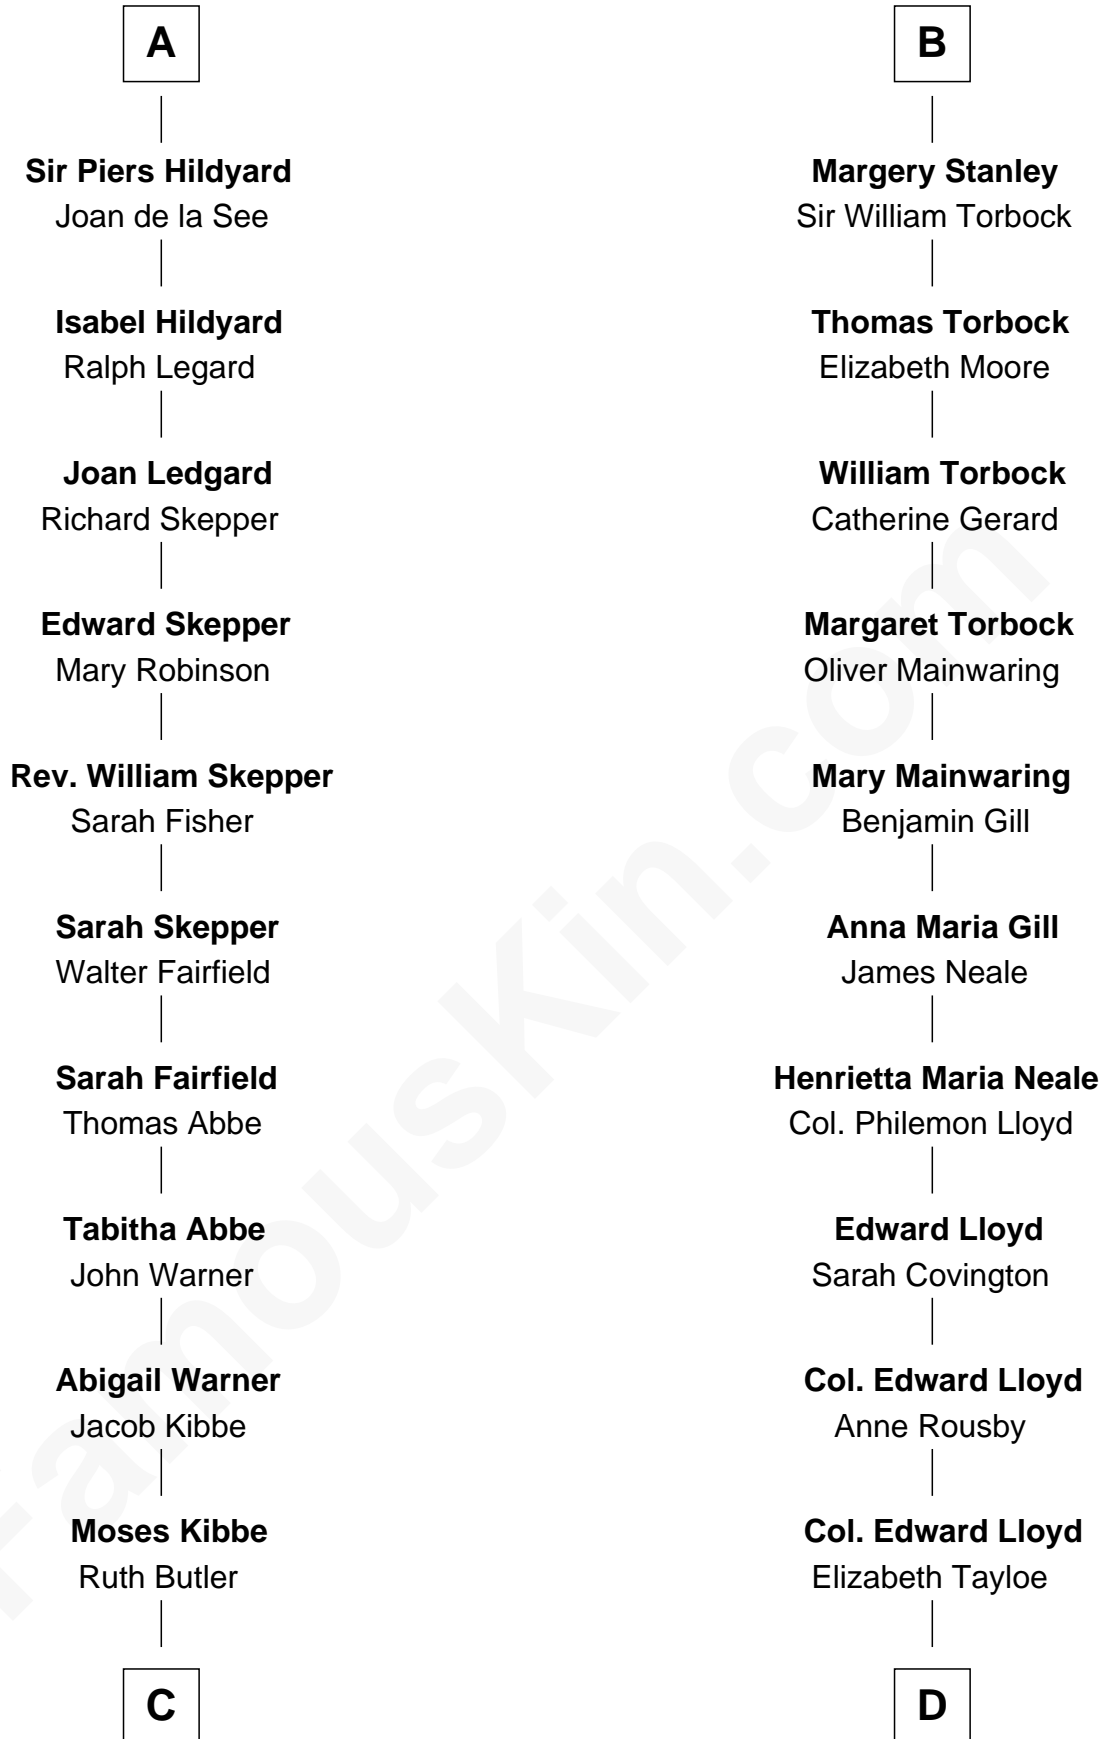 A
Sir Piers Hildyard
Joan de la See
Isabel Hildyard
Ralph Legard
Joan Ledgard
Richard Skepper
Edward Skepper
Mary Robinson
Rev. William Skepper
Sarah Fisher
Sarah Skepper
Walter Fairfield
Sarah Fairfield
Thomas Abbe
Tabitha Abbe
John Warner
Abigail Warner
Jacob Kibbe
Moses Kibbe
Ruth Butler
C
B
Margery Stanley
Sir William Torbock
Thomas Torbock
Elizabeth Moore
William Torbock
Catherine Gerard
Margaret Torbock
Oliver Mainwaring
Mary Mainwaring
Benjamin Gill
Anna Maria Gill
James Neale
Henrietta Maria Neale
Col. Philemon Lloyd
Edward Lloyd
Sarah Covington
Col. Edward Lloyd
Anne Rousby
Col. Edward Lloyd
Elizabeth Tayloe
D
FamousKin.com